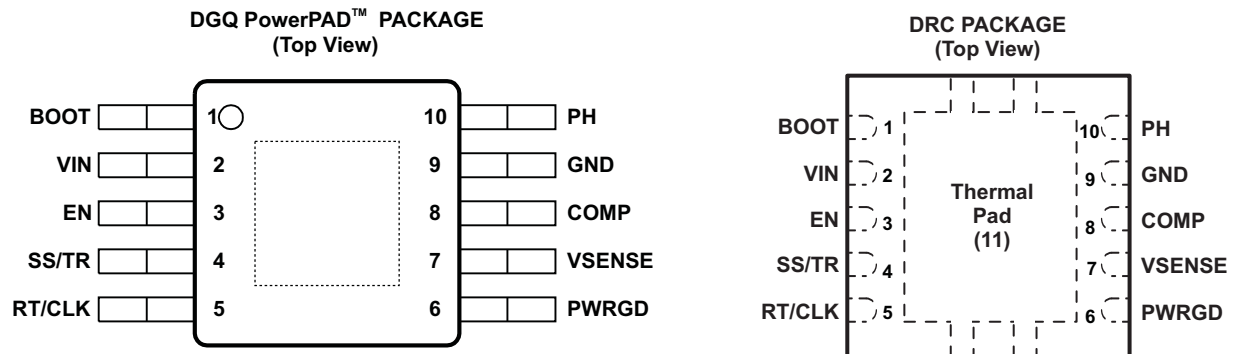 DGQ PowerPAD™ PACKAGE
(Top View)
BOOT 1 10 PH
VIN 2 9 GND
EN 3 8 COMP
SS/TR 4 7 VSENSE
RT/CLK 5 6 PWRGD
DRC PACKAGE
(Top View)
BOOT 1 10 PH
VIN 2 9 GND
Thermal
Pad
(11)
EN 3 8 COMP
SS/TR 4 7 VSENSE
RT/CLK 5 6 PWRGD